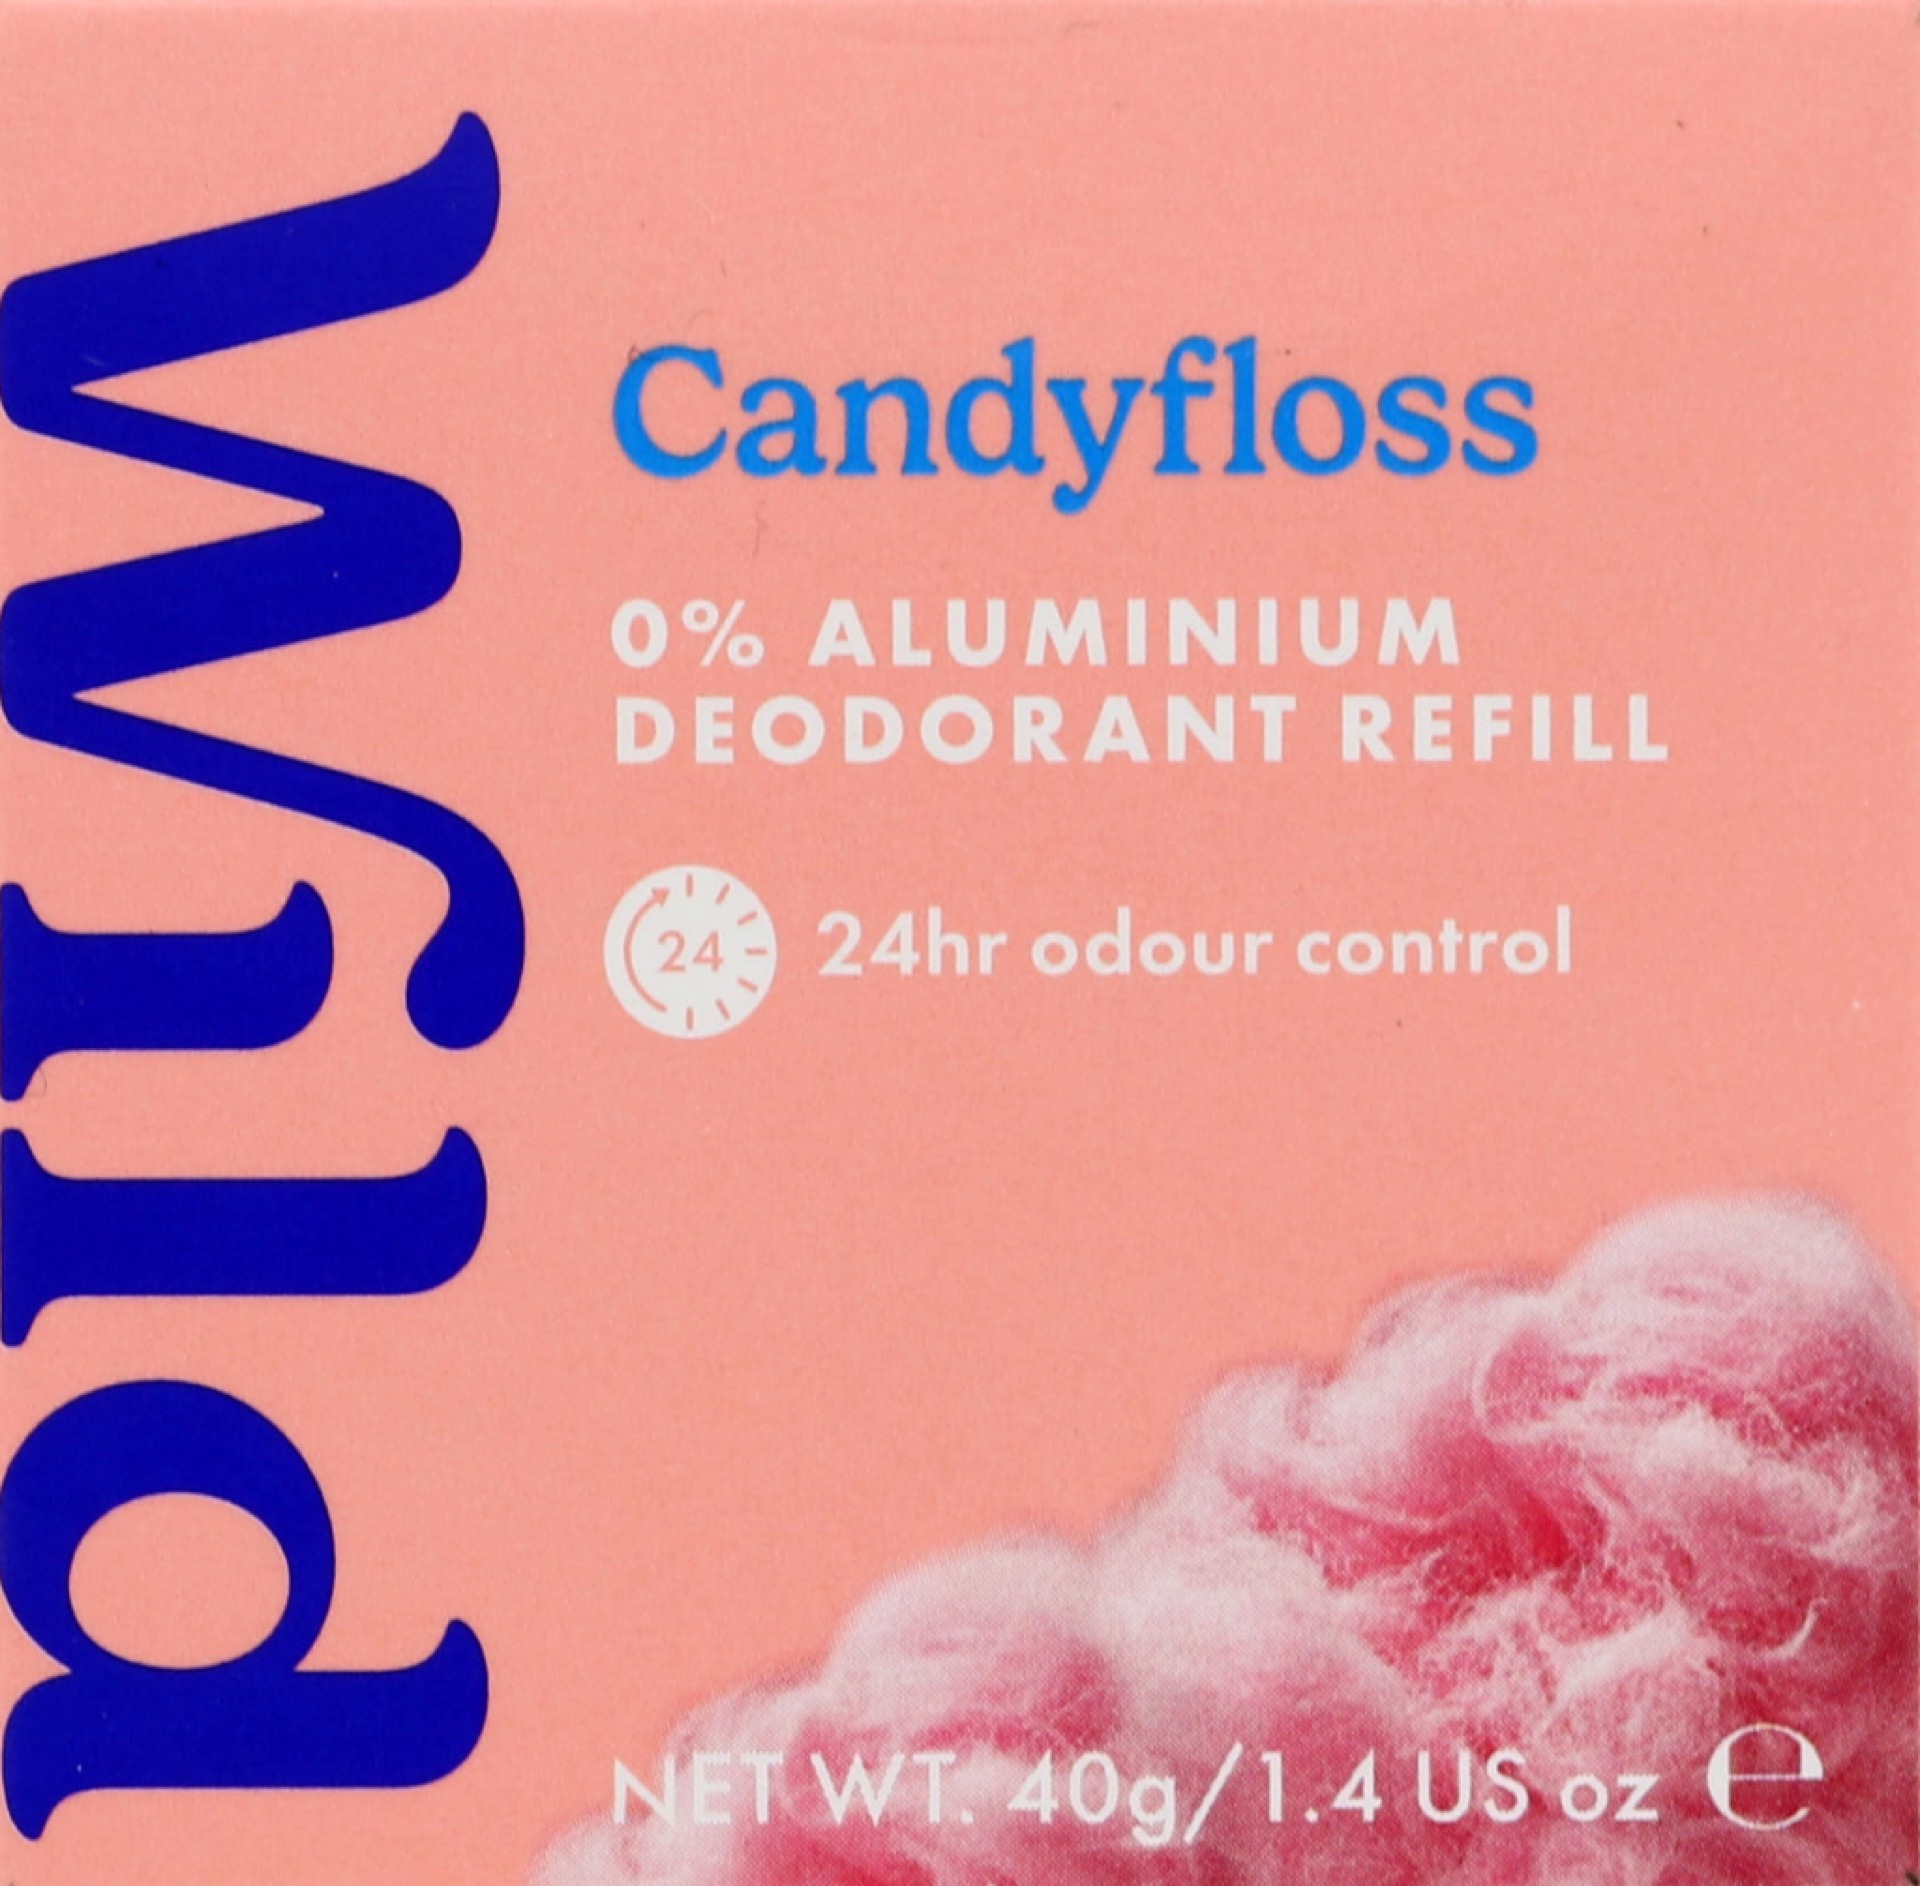 Wild
Candyfloss
0% ALUMINIUM
DEODORANT REFILL
24
24hr odour control
NET WT. 40g/1.4 US oz ℮